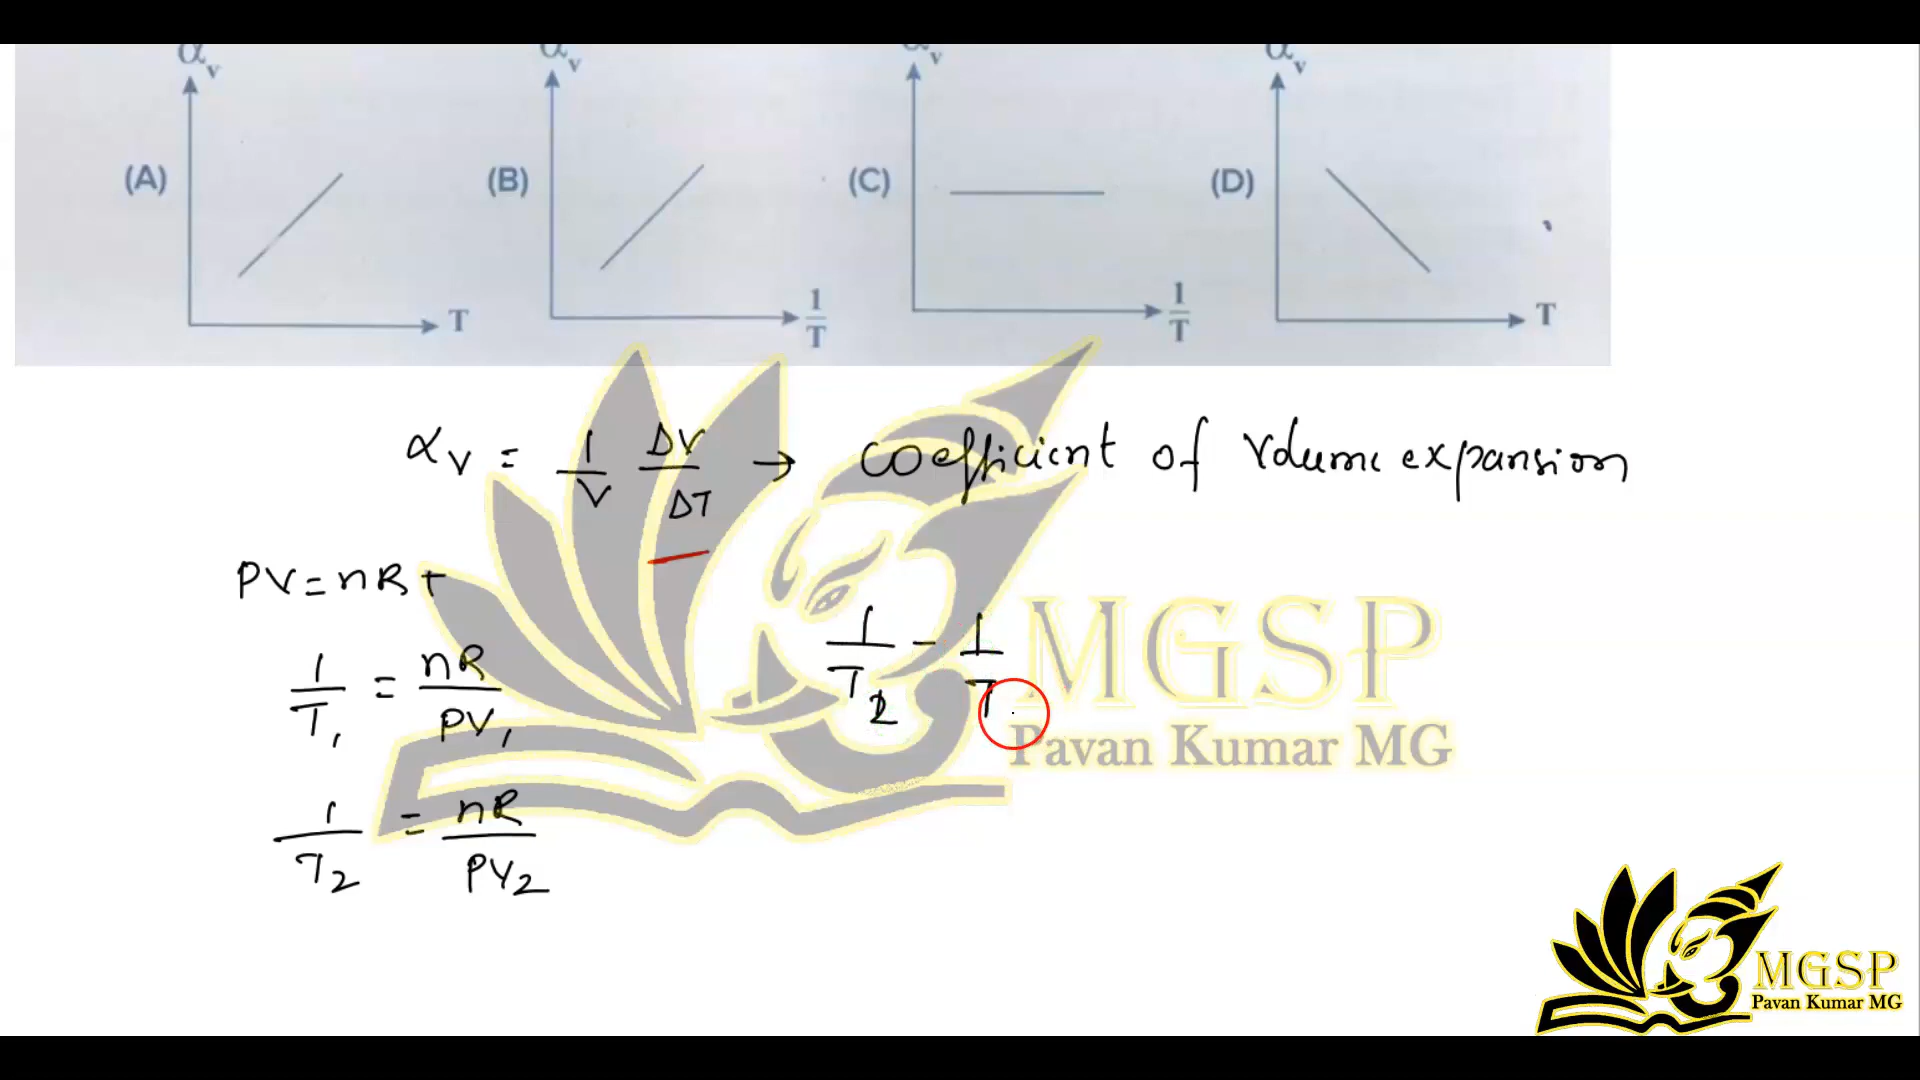 αv αv αv αv
(A) (B) (C) (D)
T 1/T 1/T T
αv = 1/V ΔV/ΔT → coefficient of volume expansion
PV = nRT
1/T1 = nR/PV1
1/T2 - 1/T
1/T2 = nR/PV2
MGSP
Pavan Kumar MG
MGSP
Pavan Kumar MG